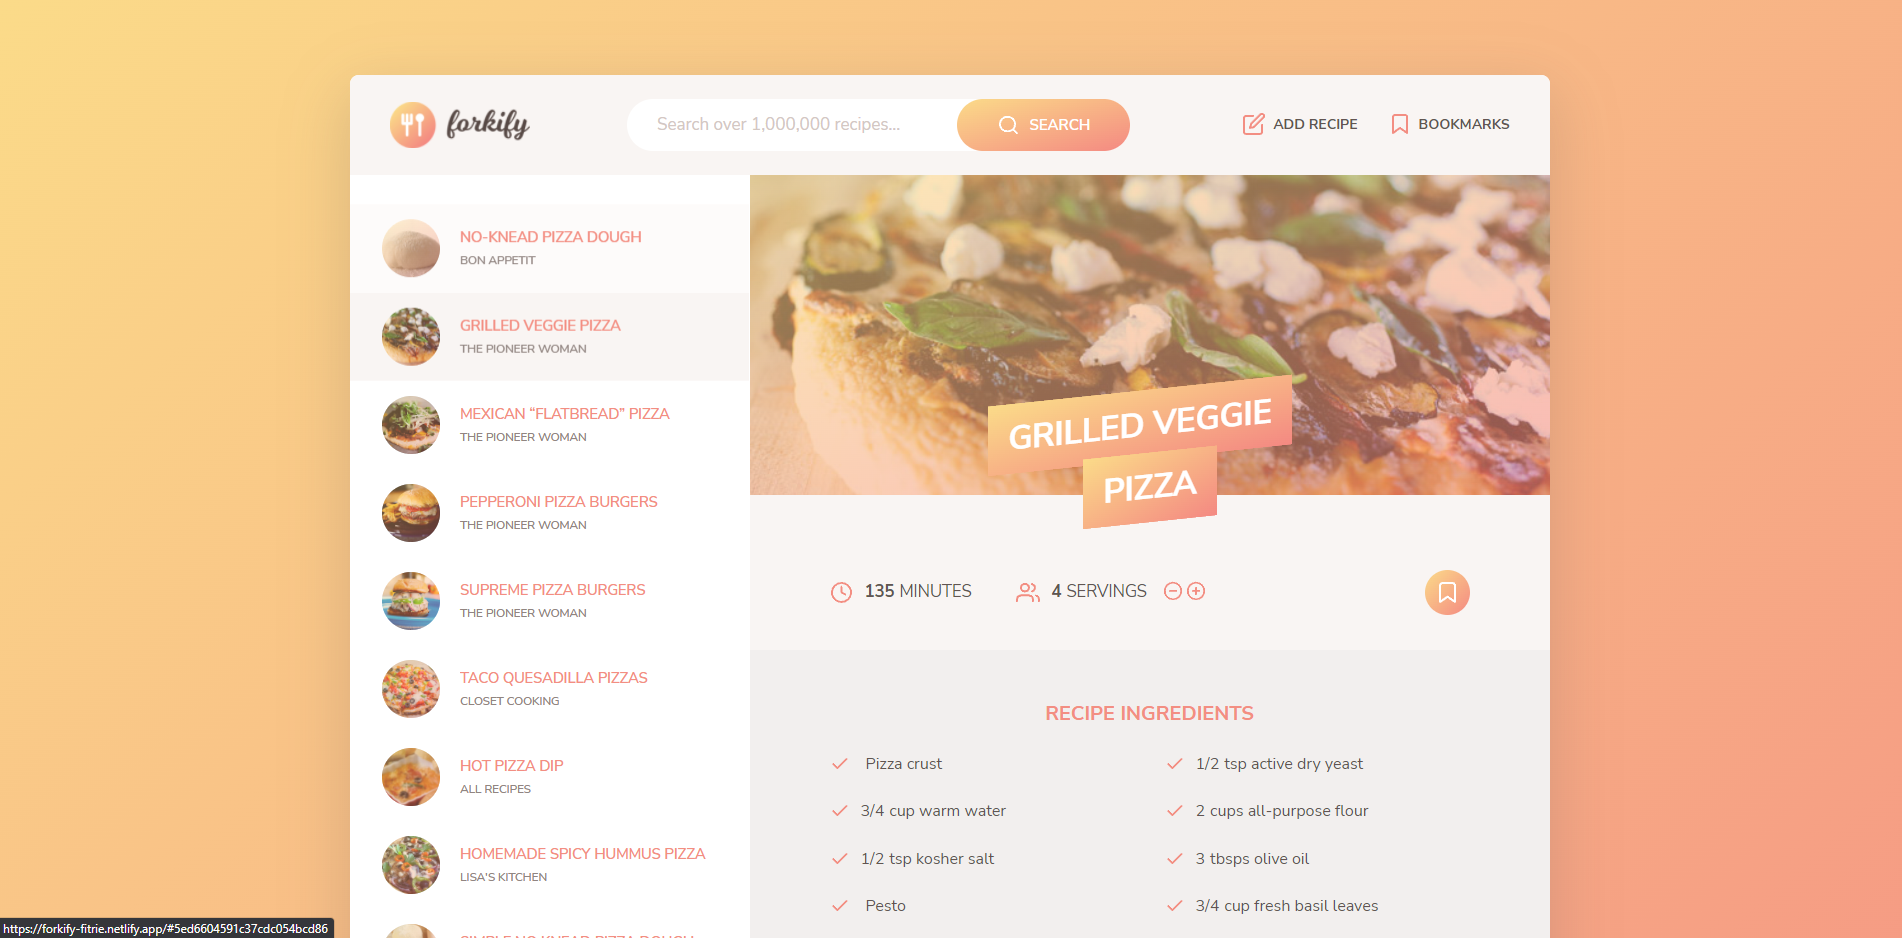 forkify
Search over 1,000,000 recipes...
SEARCH
ADD RECIPE
BOOKMARKS
NO-KNEAD PIZZA DOUGH
BON APPETIT
GRILLED VEGGIE PIZZA
THE PIONEER WOMAN
MEXICAN “FLATBREAD” PIZZA
THE PIONEER WOMAN
PEPPERONI PIZZA BURGERS
THE PIONEER WOMAN
SUPREME PIZZA BURGERS
THE PIONEER WOMAN
TACO QUESADILLA PIZZAS
CLOSET COOKING
HOT PIZZA DIP
ALL RECIPES
HOMEMADE SPICY HUMMUS PIZZA
LISA'S KITCHEN
GRILLED VEGGIE
PIZZA
135 MINUTES
4 SERVINGS
RECIPE INGREDIENTS
Pizza crust
1/2 tsp active dry yeast
3/4 cup warm water
2 cups all-purpose flour
1/2 tsp kosher salt
3 tbsps olive oil
Pesto
3/4 cup fresh basil leaves
https://forkify-fitrie.netlify.app/#5ed6604591c37cdc054bcd86